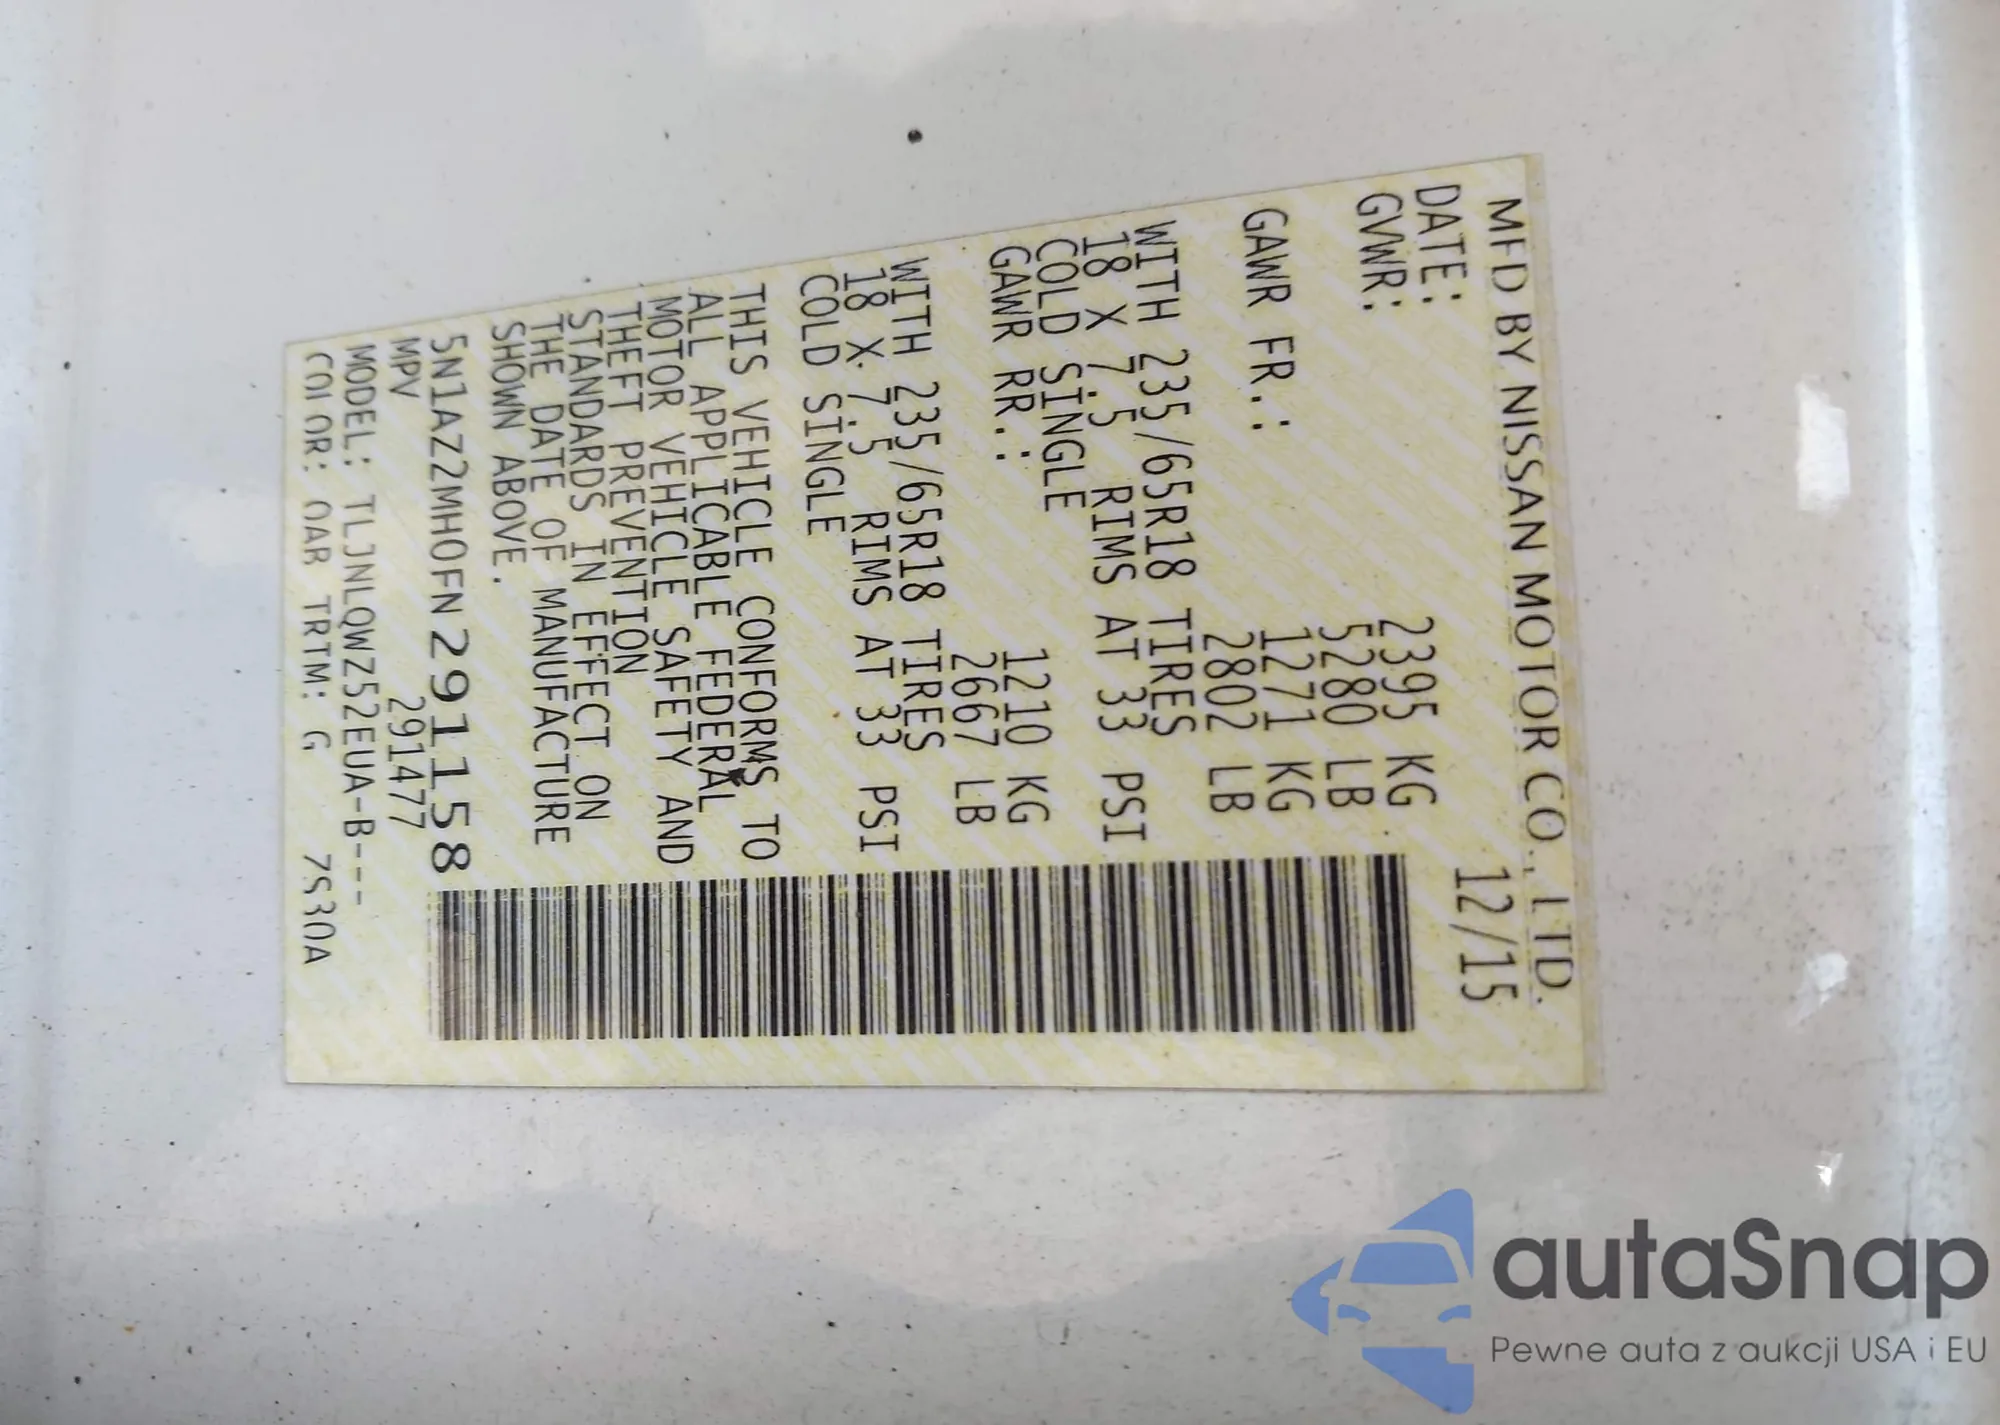 MFD BY NISSAN MOTOR CO., LTD.
DATE: 12/15
GVWR: 2395 KG
5280 LB
GAWR FR.: 1271 KG
2802 LB
WITH 235/65R18 TIRES
18 X 7.5 RIMS AT 33 PSI
COLD SINGLE
GAWR RR.: 1210 KG
2667 LB
WITH 235/65R18 TIRES
18 X 7.5 RIMS AT 33 PSI
COLD SINGLE
THIS VEHICLE CONFORMS TO
ALL APPLICABLE FEDERAL
MOTOR VEHICLE SAFETY AND
THEFT PREVENTION
STANDARDS IN EFFECT ON
THE DATE OF MANUFACTURE
SHOWN ABOVE.
5N1AZ2MH0FN291158
MPV 291477
MODEL: TLJNLQWZ52EUA-B---
COLOR: QAB TRIM: G 7S30A
autaSnap
Pewne auta z aukcji USA i EU